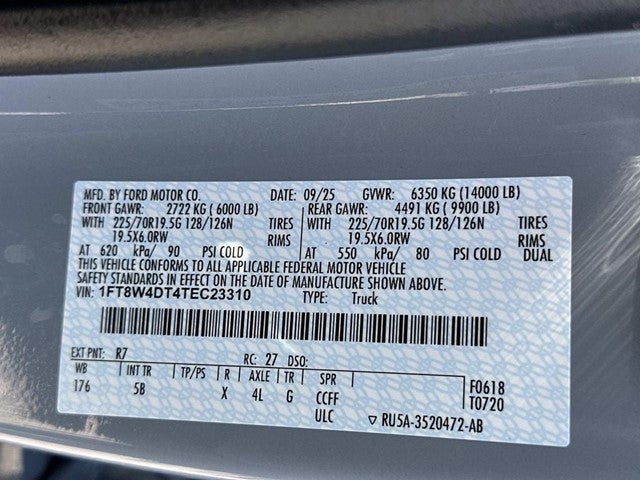 MFD. BY FORD MOTOR CO. DATE: 09/25 GVWR: 6350 KG (14000 LB)
FRONT GAWR: 2722 KG (6000 LB) REAR GAWR: 4491 KG (9900 LB)
WITH 225/70R19.5G 128/126N TIRES WITH 225/70R19.5G 128/126N TIRES
19.5X6.0RW RIMS 19.5X6.0RW RIMS
AT 620 kPa/ 90 PSI COLD AT 550 kPa/ 80 PSI COLD DUAL
THIS VEHICLE CONFORMS TO ALL APPLICABLE FEDERAL MOTOR VEHICLE
SAFETY STANDARDS IN EFFECT ON THE DATE OF MANUFACTURE SHOWN ABOVE.
VIN: 1FT8W4DT4TEC23310 TYPE: Truck
EXT PNT: R7 RC: 27 DSO:
WB INT TR TP/PS R AXLE TR SPR F0618
176 5B X 4L G CCFF T0720
ULC RU5A-3520472-AB